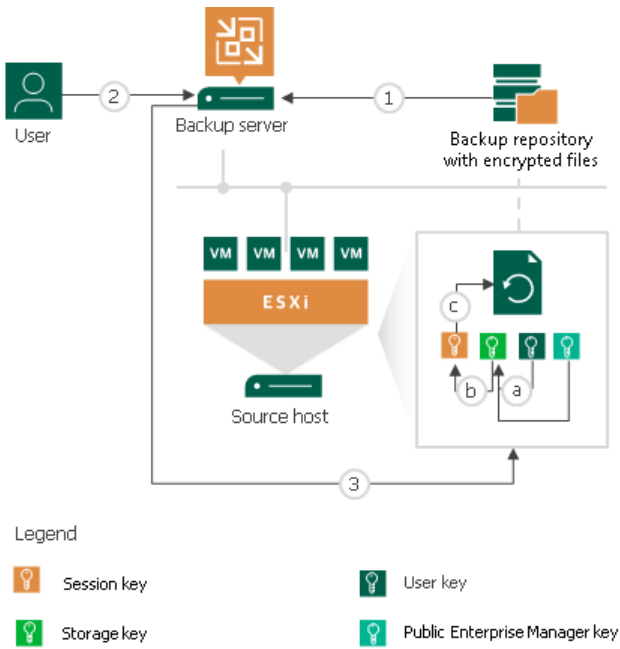 2
1
User
Backup server
Backup repository
with encrypted files
VM VM VM VM
ESXi
c
b
a
Source host
3
Legend
Session key
User key
Storage key
Public Enterprise Manager key